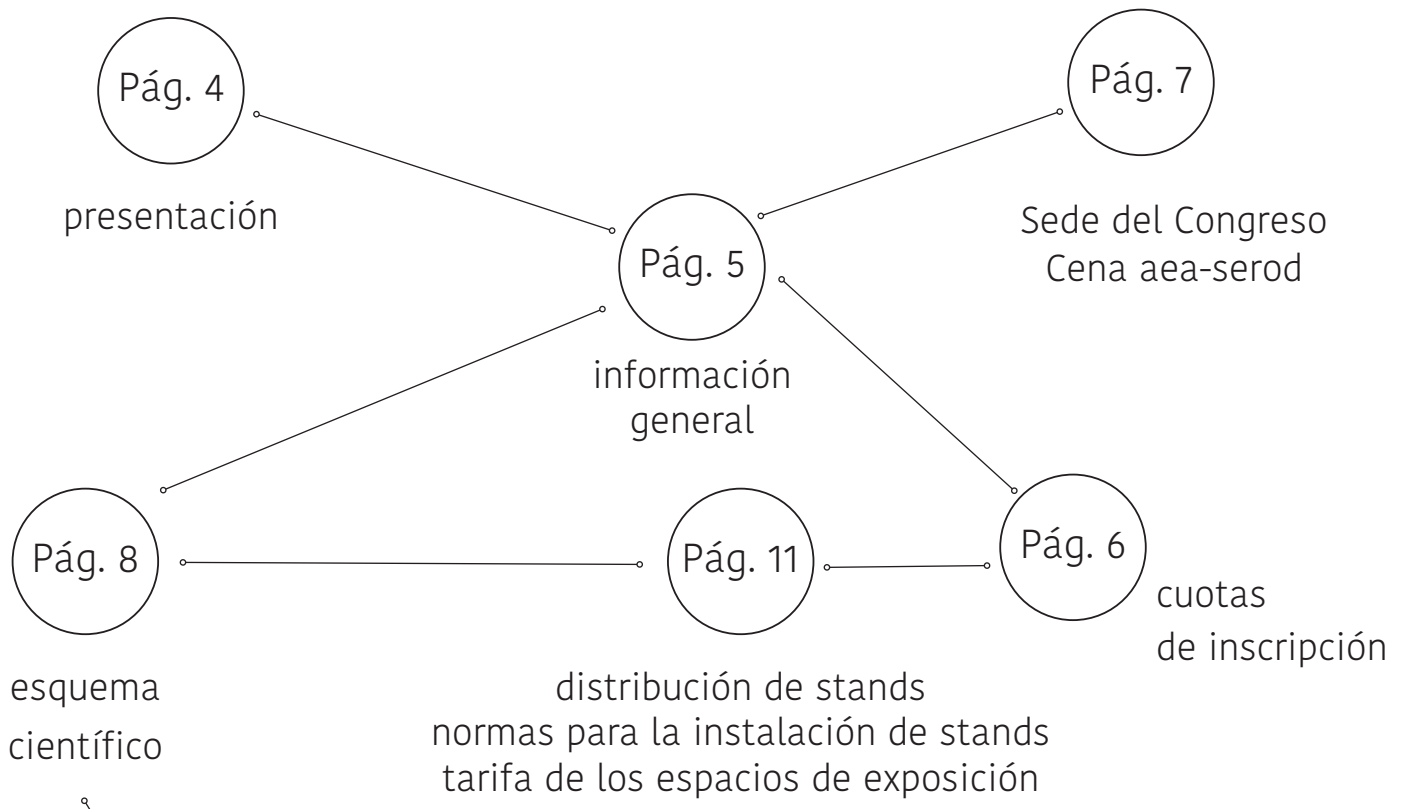 Pág. 4
presentación
Pág. 7
Sede del Congreso
Cena aea-serod
Pág. 5
información
general
Pág. 8
esquema
científico
Pág. 11
distribución de stands
normas para la instalación de stands
tarifa de los espacios de exposición
Pág. 6
cuotas
de inscripción